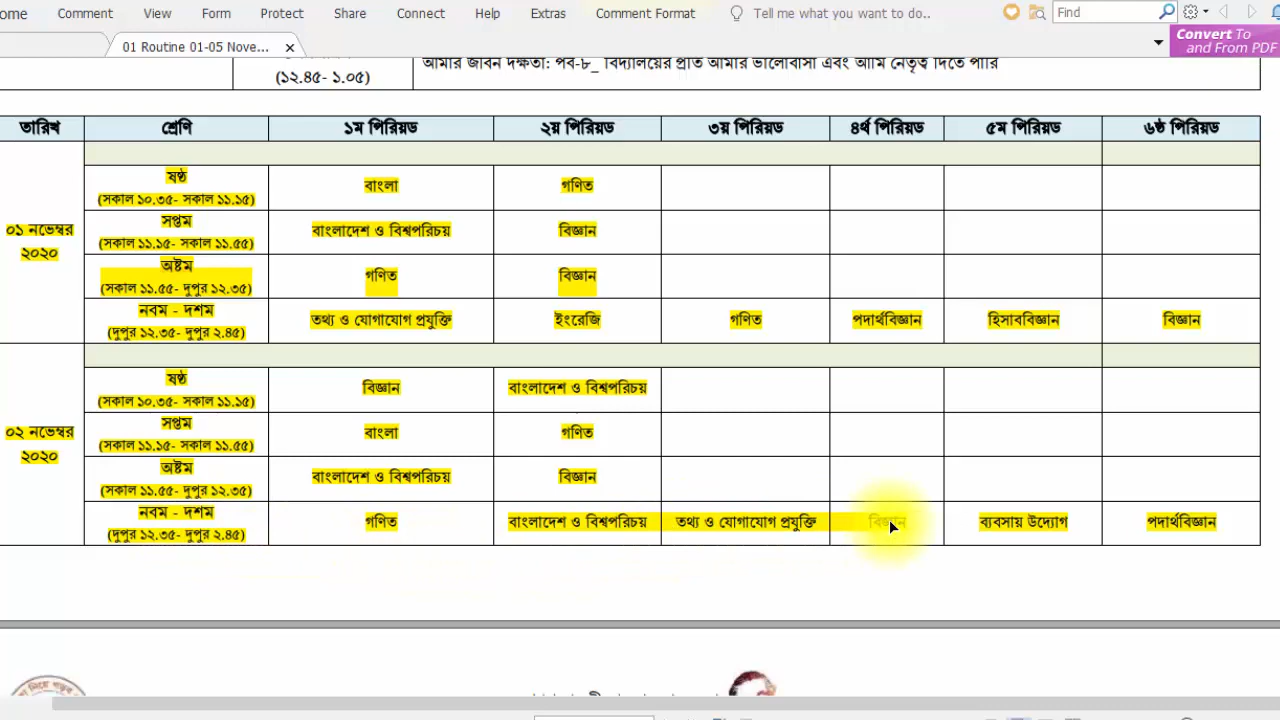 ome Comment View Form Protect Share Connect Help Extras Comment Format Tell me what you want to do.. Find
01 Routine 01-05 Nove... × Convert To
and From PDF
আমার জীবন দক্ষতা: পর্ব-৮_ বিদ্যালয়ের প্রতি আমার ভালোবাসা এবং আমি নেতৃত্ব দিতে পারি
(১২.৪৫- ১.০৫)
তারিখ শ্রেণি ১ম পিরিয়ড ২য় পিরিয়ড ৩য় পিরিয়ড ৪র্থ পিরিয়ড ৫ম পিরিয়ড ৬ষ্ঠ পিরিয়ড
০১ নভেম্বর
২০২০
ষষ্ঠ
(সকাল ১০.৩৫- সকাল ১১.১৫)
বাংলা গণিত
সপ্তম
(সকাল ১১.১৫- সকাল ১১.৫৫)
বাংলাদেশ ও বিশ্বপরিচয় বিজ্ঞান
অষ্টম
(সকাল ১১.৫৫- দুপুর ১২.৩৫)
গণিত বিজ্ঞান
নবম - দশম
(দুপুর ১২.৩৫- দুপুর ২.৪৫)
তথ্য ও যোগাযোগ প্রযুক্তি ইংরেজি গণিত পদার্থবিজ্ঞান হিসাববিজ্ঞান বিজ্ঞান
০২ নভেম্বর
২০২০
ষষ্ঠ
(সকাল ১০.৩৫- সকাল ১১.১৫)
বিজ্ঞান বাংলাদেশ ও বিশ্বপরিচয়
সপ্তম
(সকাল ১১.১৫- সকাল ১১.৫৫)
বাংলা গণিত
অষ্টম
(সকাল ১১.৫৫- দুপুর ১২.৩৫)
বাংলাদেশ ও বিশ্বপরিচয় বিজ্ঞান
নবম - দশম
(দুপুর ১২.৩৫- দুপুর ২.৪৫)
গণিত বাংলাদেশ ও বিশ্বপরিচয় তথ্য ও যোগাযোগ প্রযুক্তি বিজ্ঞান ব্যবসায় উদ্যোগ পদার্থবিজ্ঞান